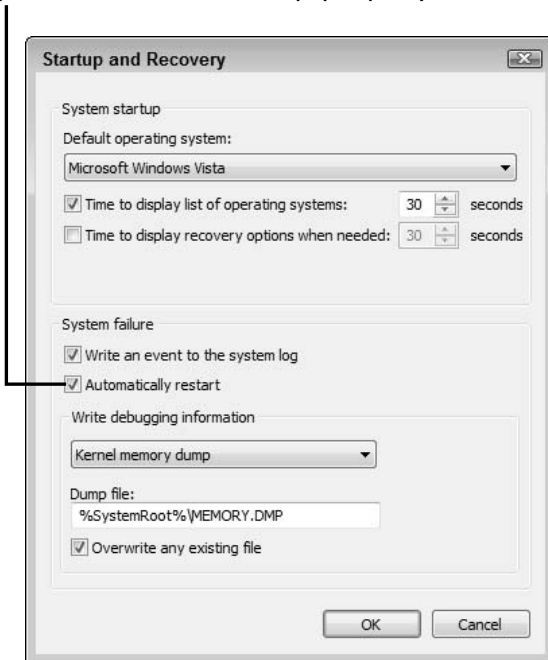 Startup and Recovery
System startup
Default operating system:
Microsoft Windows Vista
Time to display list of operating systems: 30 seconds
Time to display recovery options when needed: 30 seconds
System failure
Write an event to the system log
Automatically restart
Write debugging information
Kernel memory dump
Dump file:
%SystemRoot%\MEMORY.DMP
Overwrite any existing file
OK Cancel